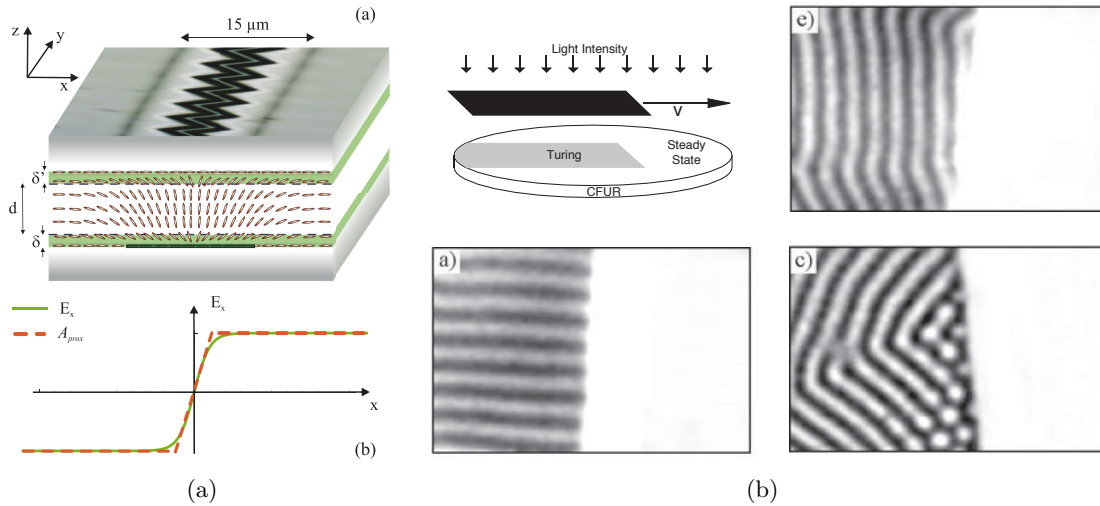 15 µm
(a)
z
y
x
δ'
d
δ
E_x
A_prox
E_x
x
(b)
(a)
Light Intensity
V
Turing
Steady
State
CFUR
e)
a)
c)
(b)